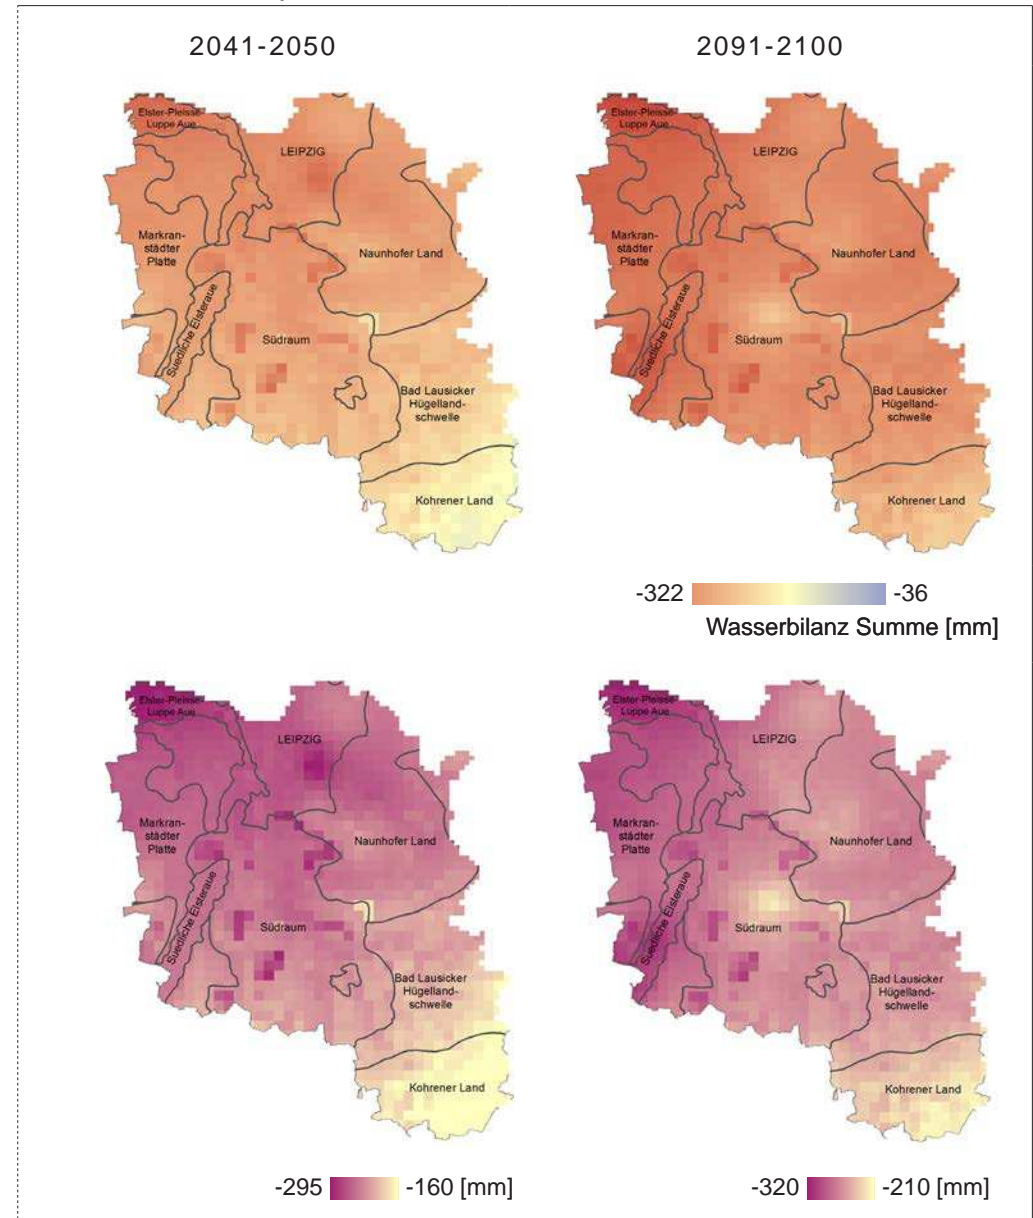 2041-2050
2091-2100
Elster-Pleisse-
Luppe Aue
LEIPZIG
Markran-
städter
Platte
Naunhofer Land
Suedliche Elsteraue
Südraum
Bad Lausicker
Hügelland-
schwelle
Kohrener Land
Elster-Pleisse-
Luppe Aue
LEIPZIG
Markran-
städter
Platte
Naunhofer Land
Suedliche Elsteraue
Südraum
Bad Lausicker
Hügelland-
schwelle
Kohrener Land
-322 -36
Wasserbilanz Summe [mm]
Elster-Pleisse-
Luppe Aue
LEIPZIG
Markran-
städter
Platte
Naunhofer Land
Suedliche Elsteraue
Südraum
Bad Lausicker
Hügelland-
schwelle
Kohrener Land
Elster-Pleisse-
Luppe Aue
LEIPZIG
Markran-
städter
Platte
Naunhofer Land
Suedliche Elsteraue
Südraum
Bad Lausicker
Hügelland-
schwelle
Kohrener Land
-295 -160 [mm]
-320 -210 [mm]